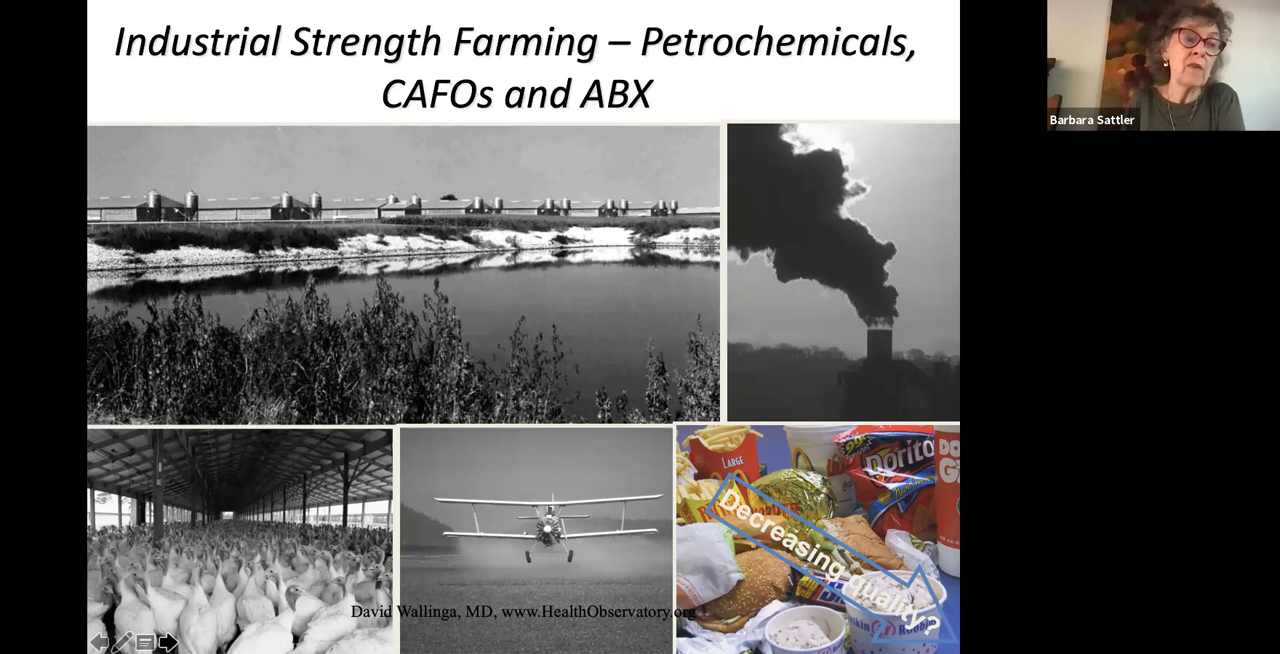 Industrial Strength Farming – Petrochemicals,
CAFOs and ABX
Barbara Sattler
LARGE
Doritos
Decreasing quality?
David Wallinga, MD, www.HealthObservatory.org